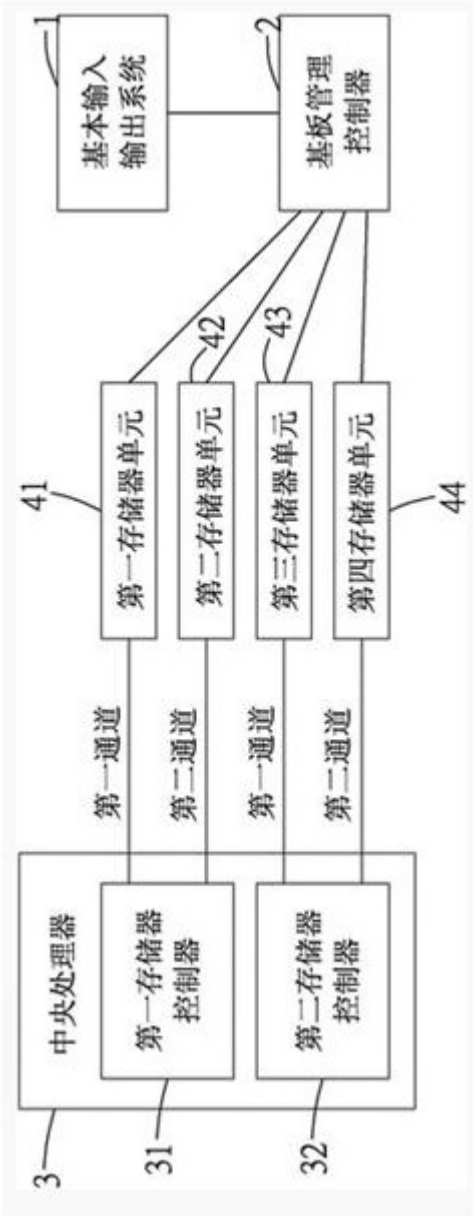 3
中央处理器
31
第一存储器
控制器
32
第二存储器
控制器
第一通道
第二通道
第一通道
第二通道
41
第一存储器单元
42
第二存储器单元
43
第三存储器单元
44
第四存储器单元
1
基本输入
输出系统
2
基板管理
控制器